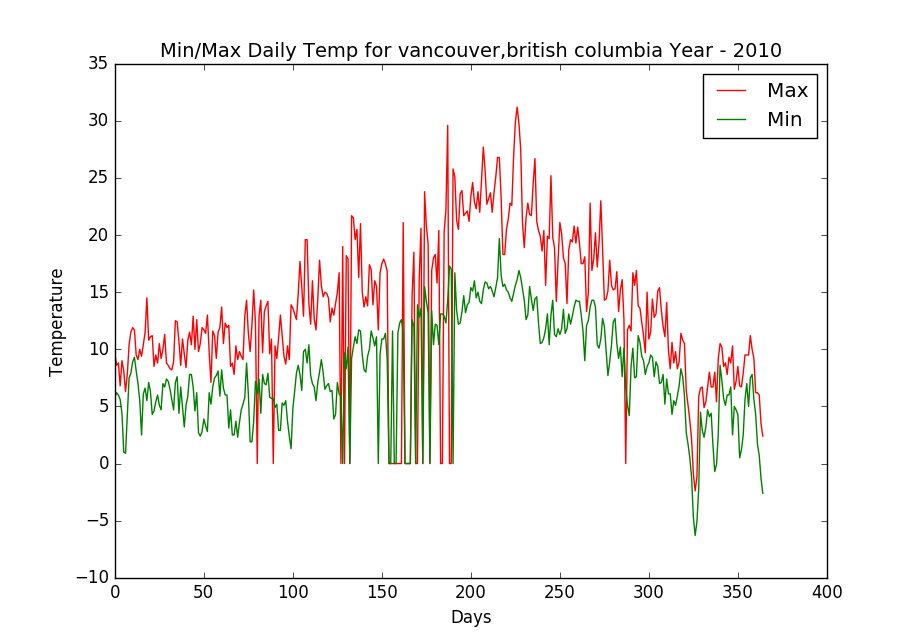 Min/Max Daily Temp for vancouver,british columbia Year - 2010
35
30
25
20
15
10
5
0
−5
−10
Temperature
Max
Min
0 50 100 150 200 250 300 350 400
Days